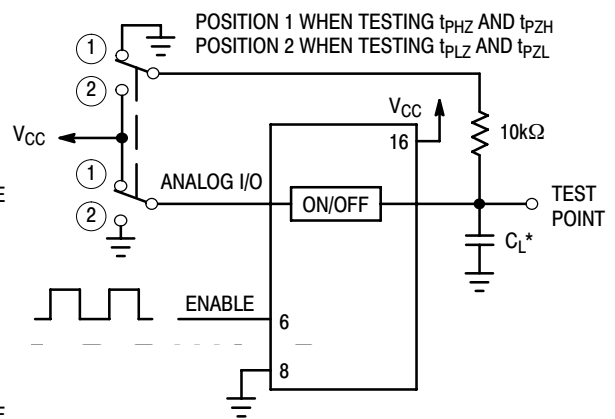 POSITION 1 WHEN TESTING tPHZ AND tPZH
POSITION 2 WHEN TESTING tPLZ AND tPZL
1
2
VCC
VCC
16
10kΩ
1
ANALOG I/O
ON/OFF
TEST
POINT
2
CL*
ENABLE
6
8
E
E